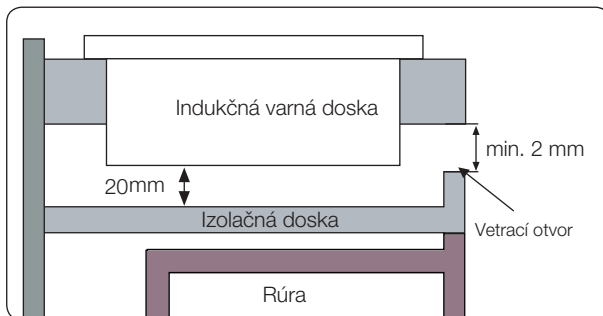 Indukčná varná doska
min. 2 mm
20mm
Izolačná doska
Vetrací otvor
Rúra